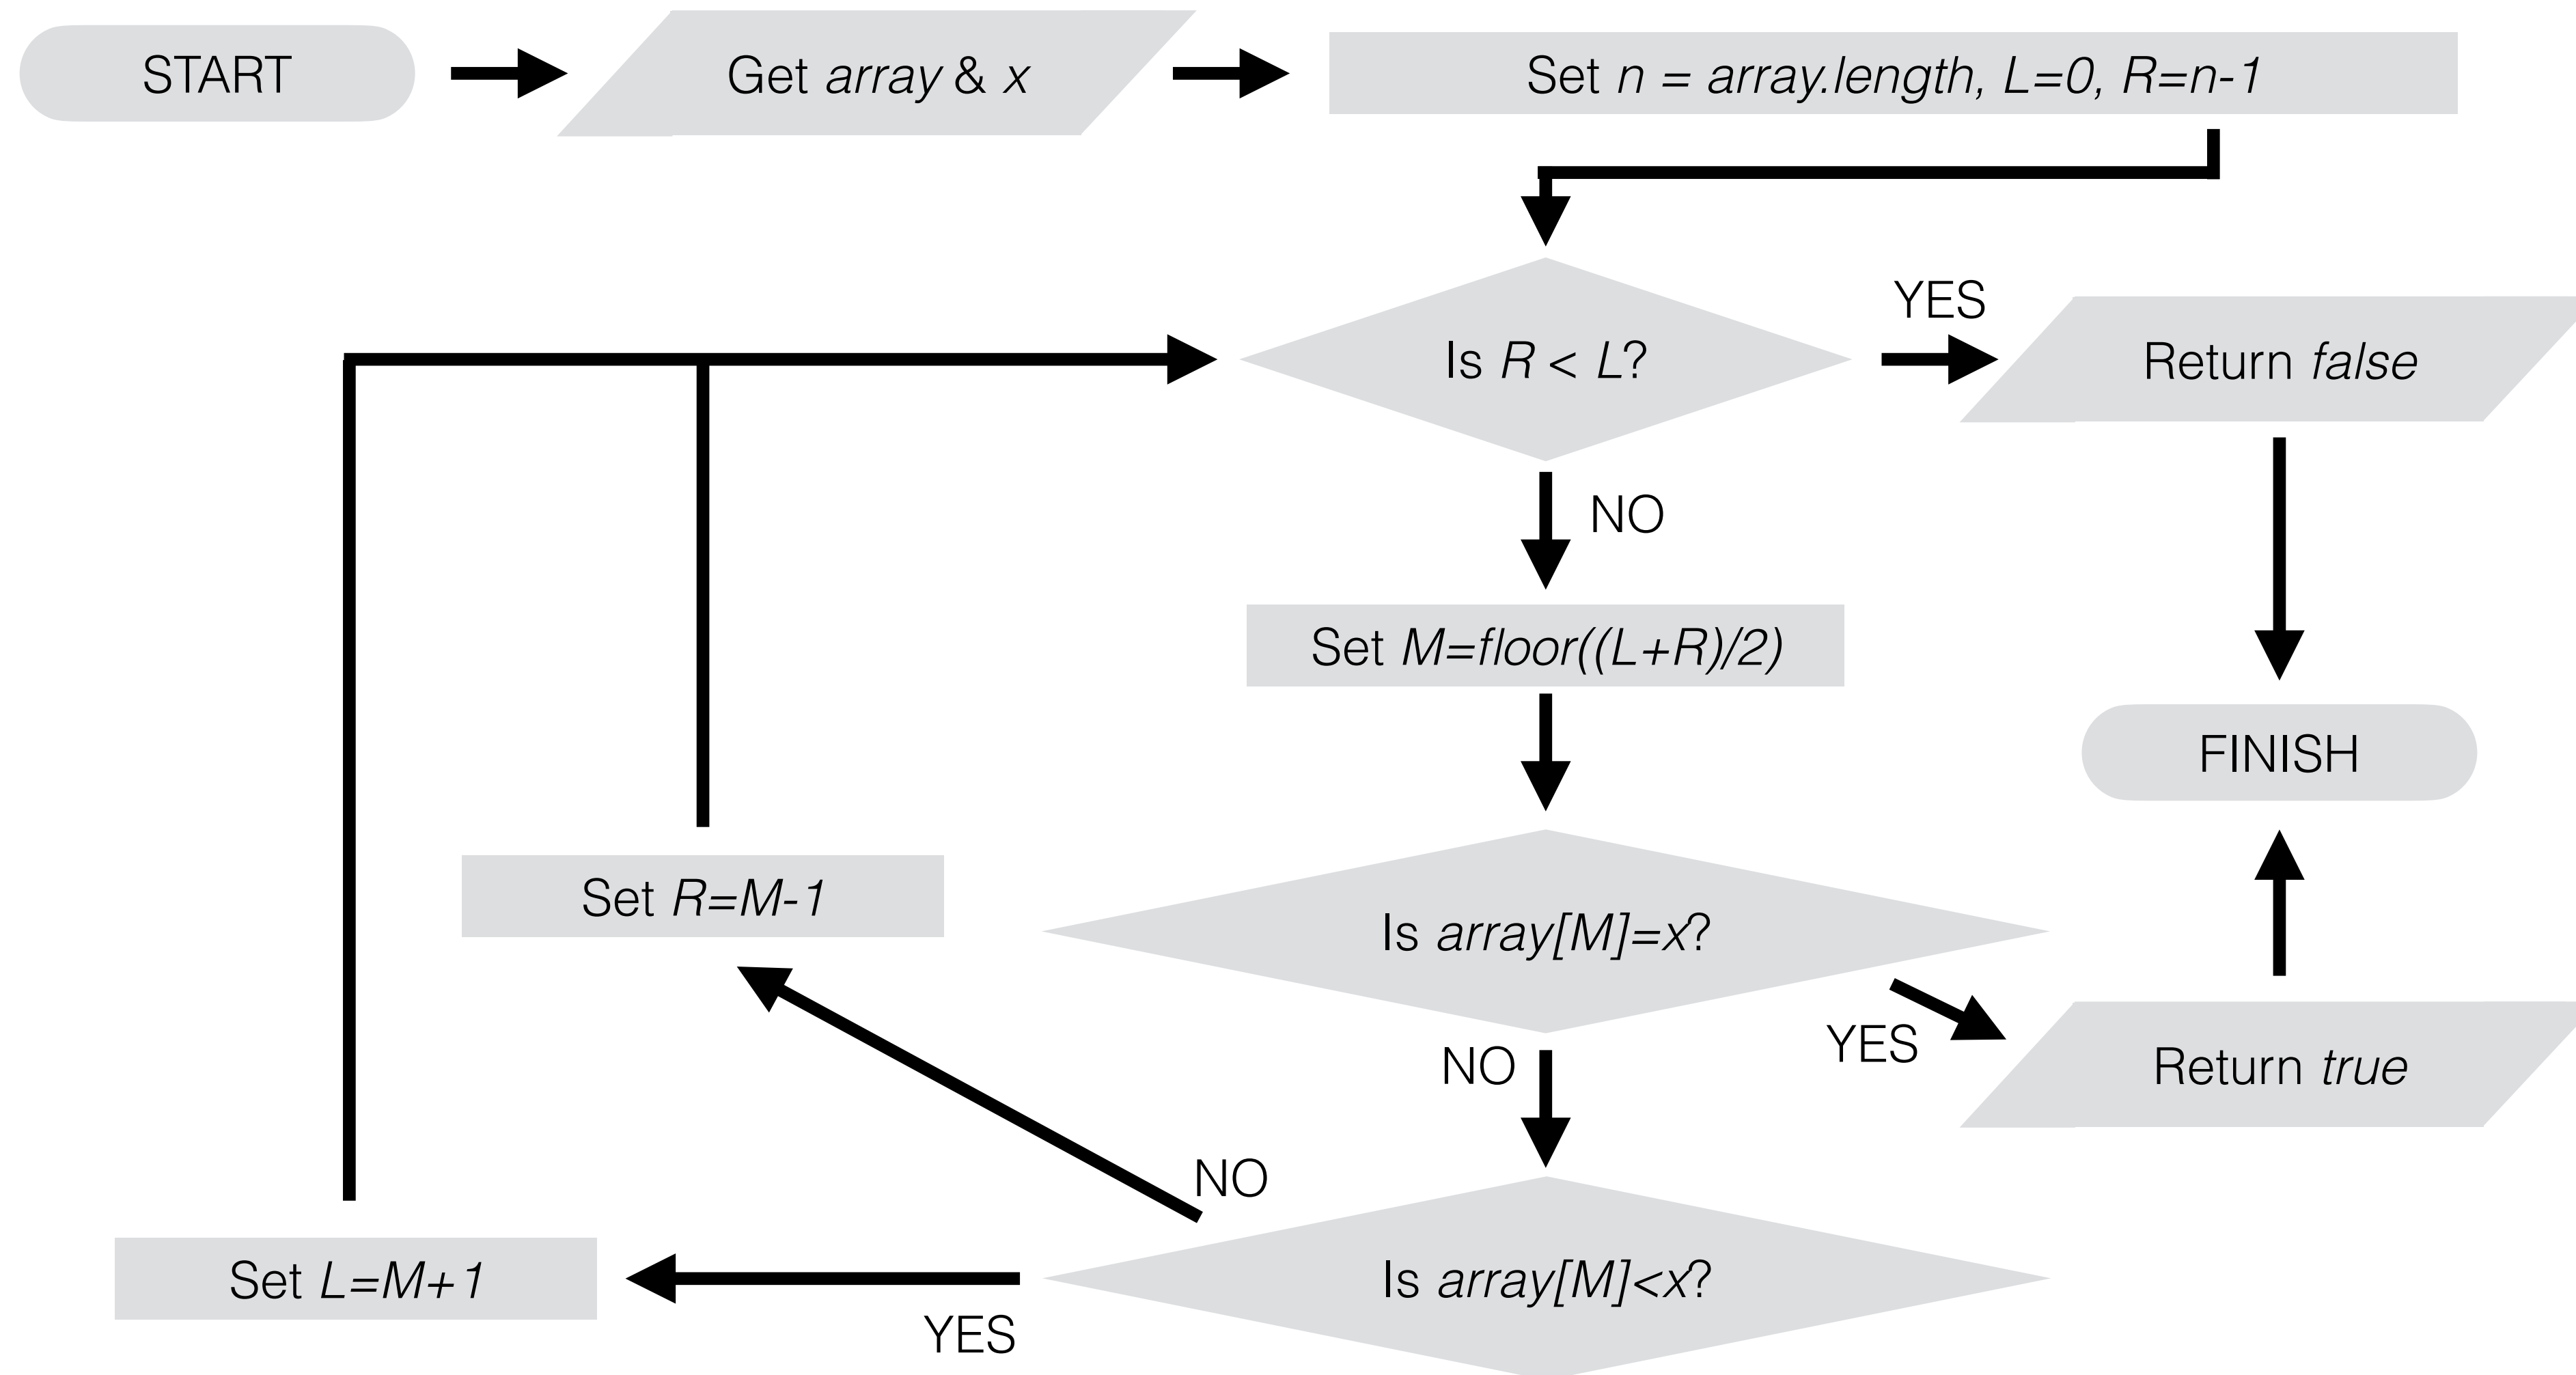 START
Get array & x
Set n = array.length, L=0, R=n-1
Is R < L?
YES
Return false
NO
Set M=floor((L+R)/2)
FINISH
Set R=M-1
Is array[M]=x?
YES
NO
Return true
NO
Set L=M+1
YES
Is array[M]<x?